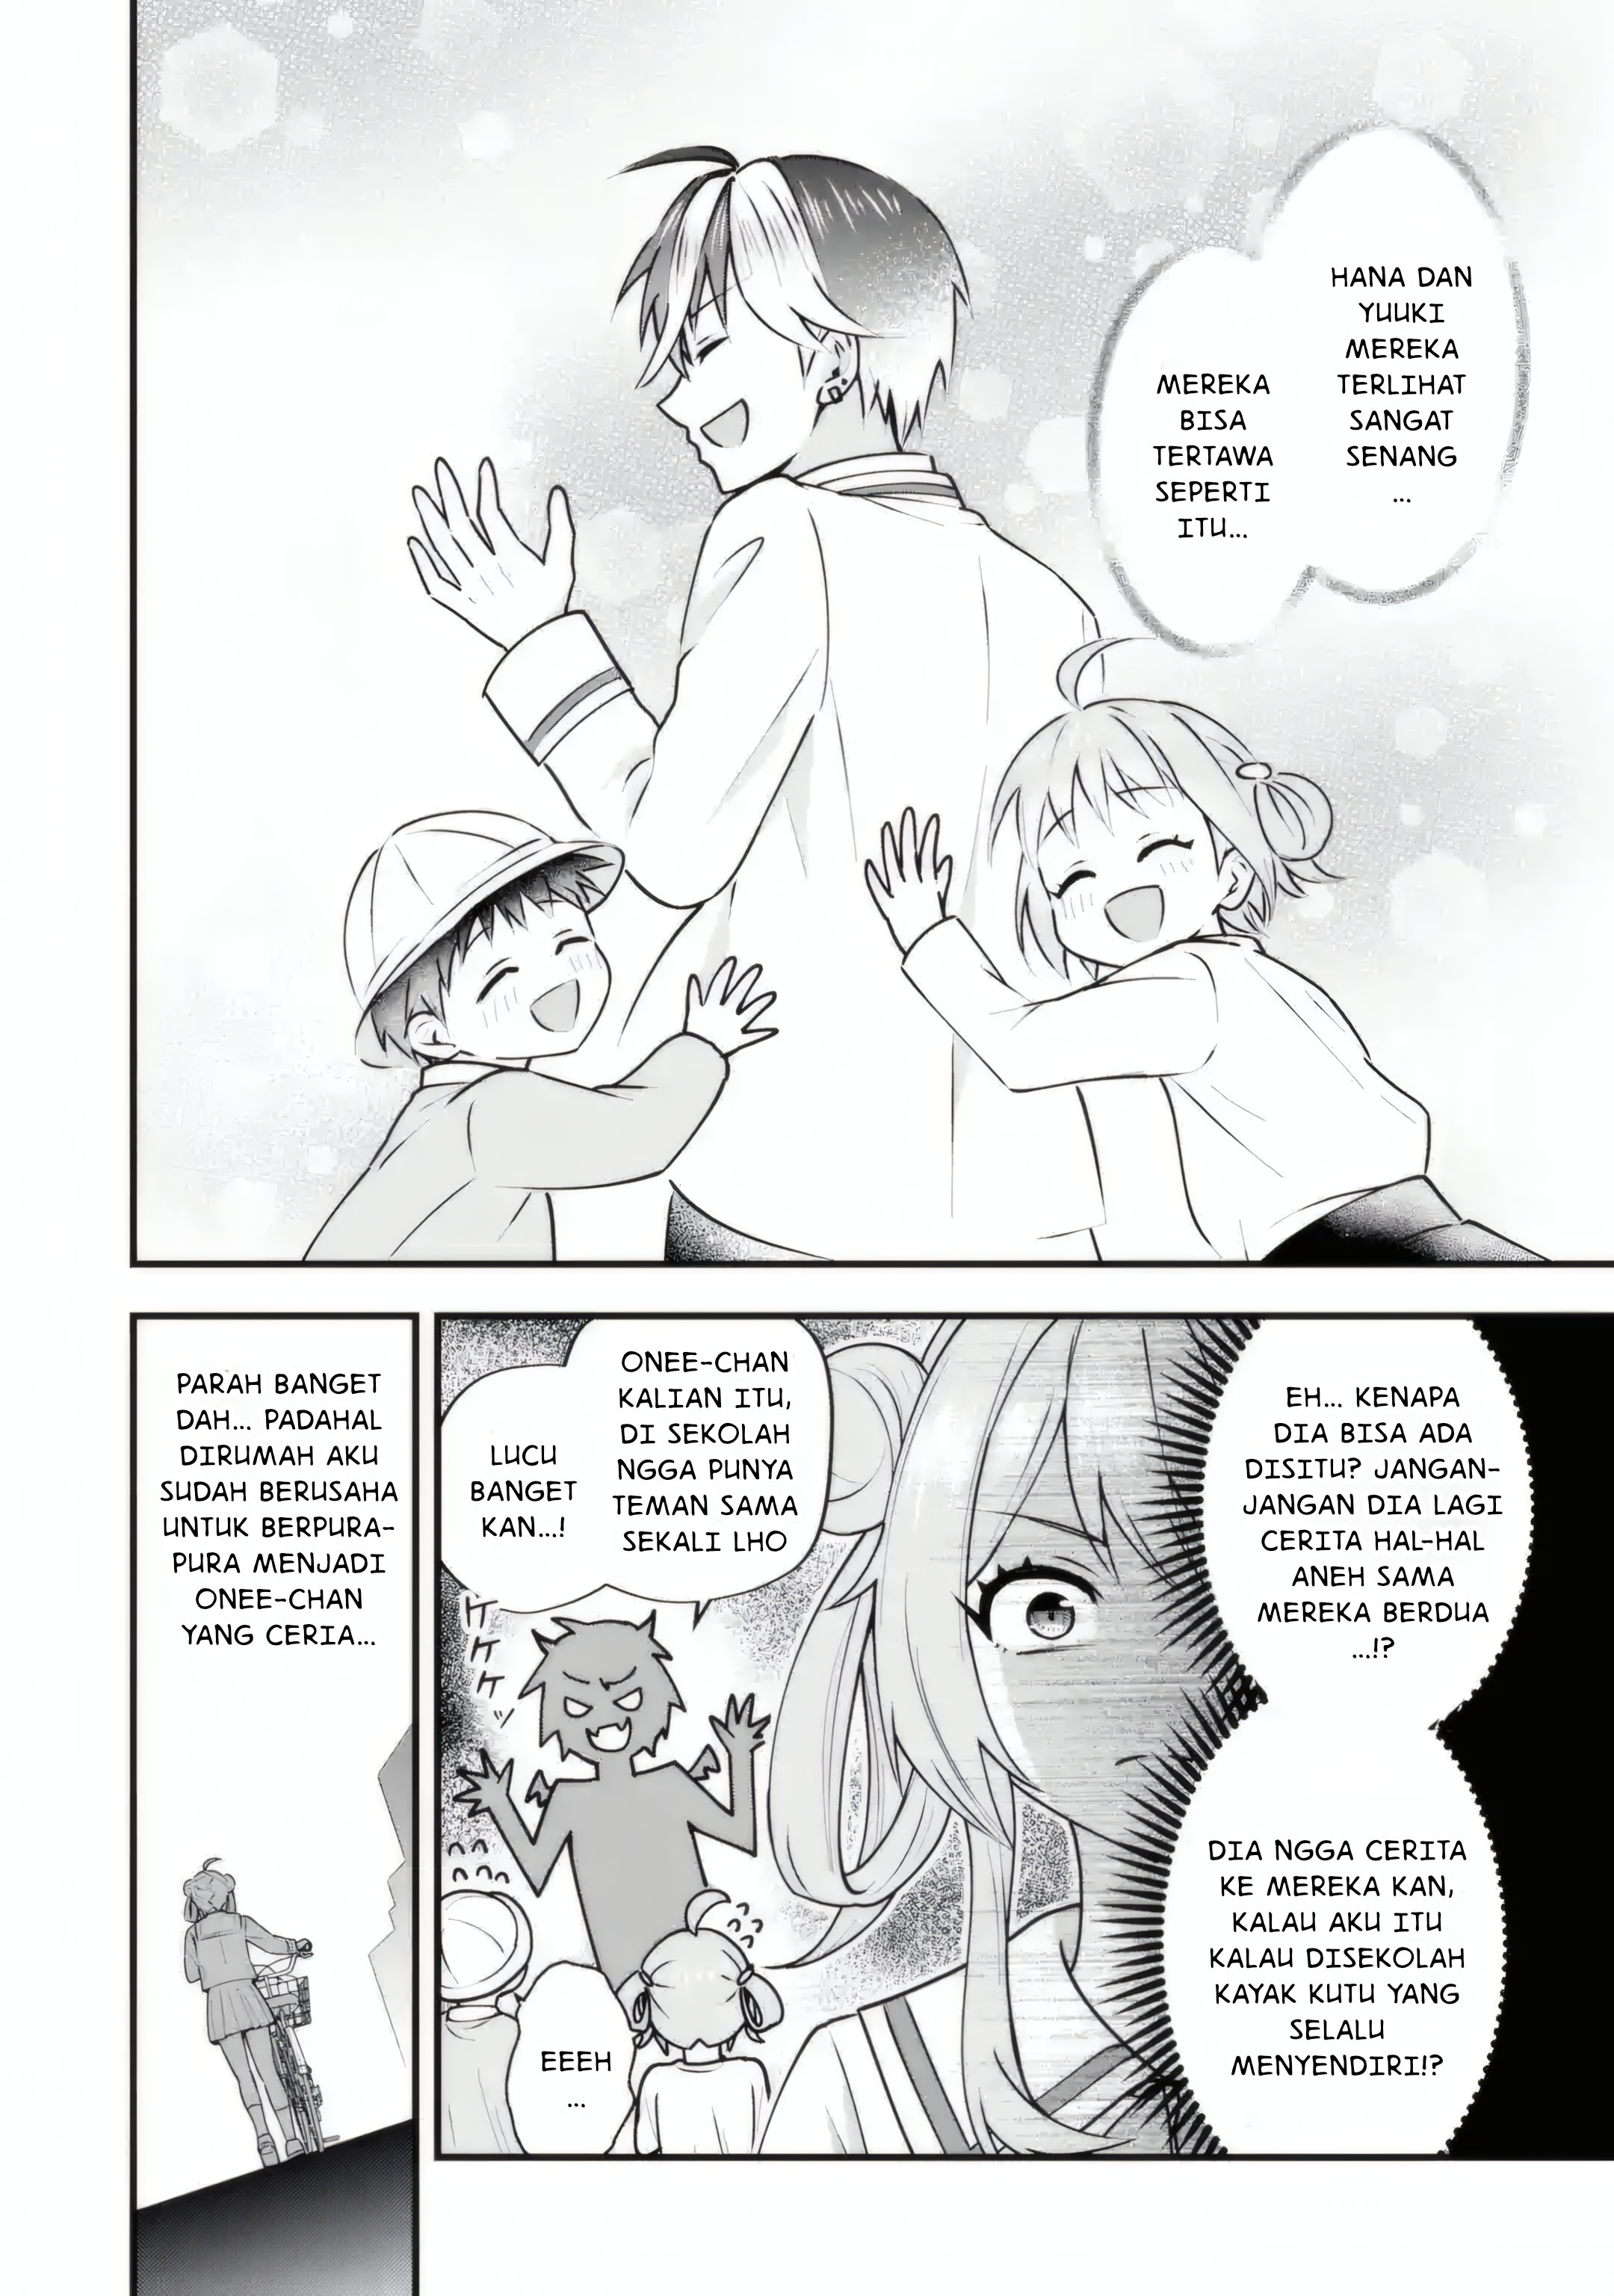 HANA DAN
YUUKI
MEREKA
TERLIHAT
SANGAT
SENANG
...
MEREKA
BISA
TERTAWA
SEPERTI
ITU...
EH... KENAPA
DIA BISA ADA
DISITU? JANGAN-
JANGAN DIA LAGI
CERITA HAL-HAL
ANEH SAMA
MEREKA BERDUA
...!?
DIA NGGA CERITA
KE MEREKA KAN,
KALAU AKU ITU
KALAU DISEKOLAH
KAYAK KUTU YANG
SELALU
MENYENDIRI!?
ONEE-CHAN
KALIAN ITU,
DI SEKOLAH
NGGA PUNYA
TEMAN SAMA
SEKALI LHO
LUCU
BANGET
KAN...!
ケケケッ
EEEH
...
PARAH BANGET
DAH... PADAHAL
DIRUMAH AKU
SUDAH BERUSAHA
UNTUK BERPURA-
PURA MENJADI
ONEE-CHAN
YANG CERIA...